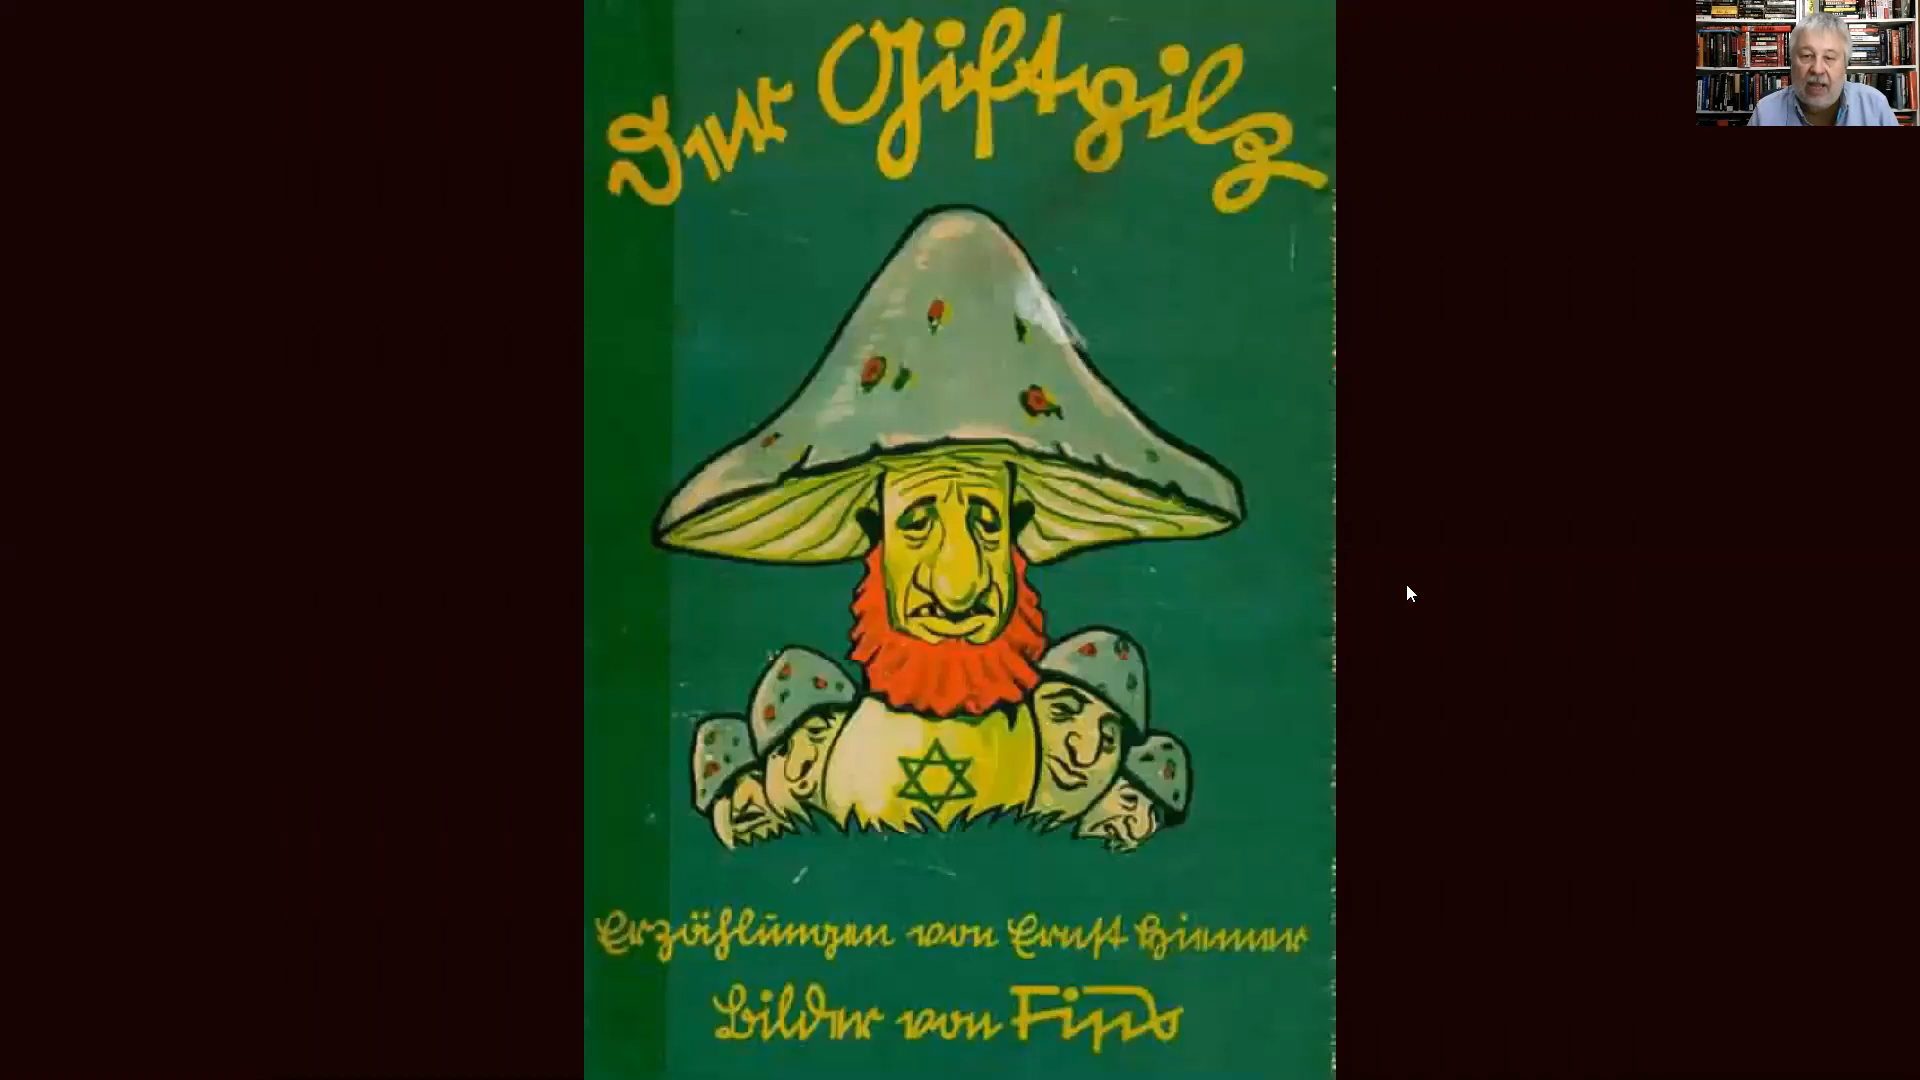 Der Giftpilz
Erzählungen von Ernst Hiemer
Bilder von Fips